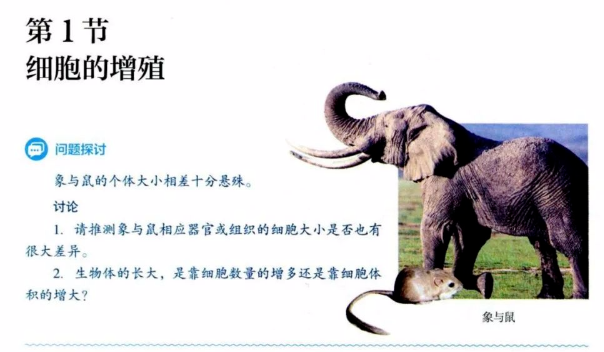 第1节
细胞的增殖
问题探讨
象与鼠的个体大小相差十分悬殊。
讨论
1. 请推测象与鼠相应器官或组织的细胞大小是否也有
很大差异。
2. 生物体的长大，是靠细胞数量的增多还是靠细胞体
积的增大?
象与鼠